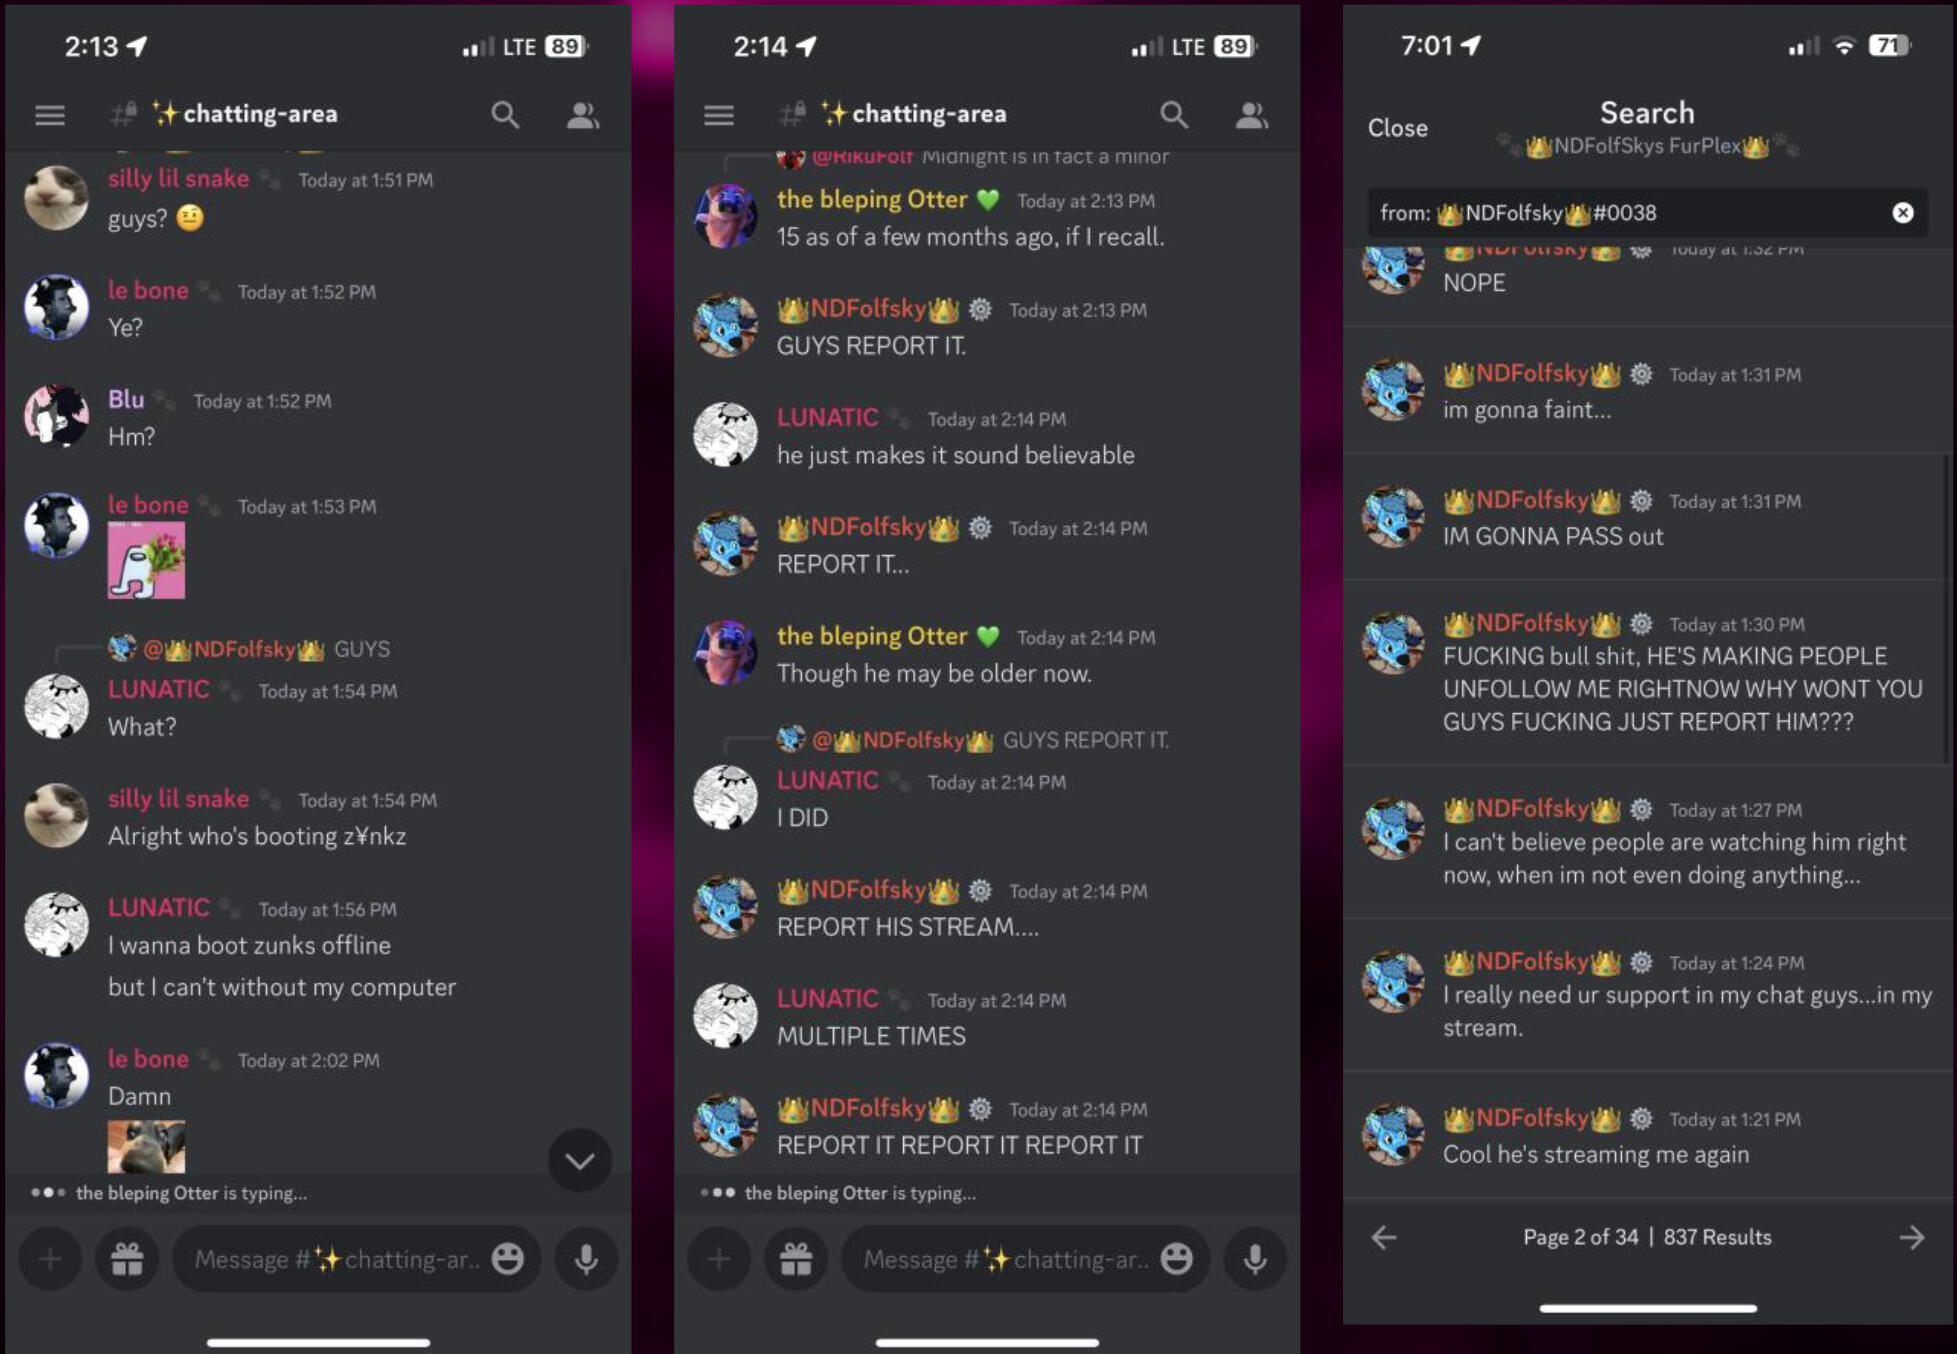 2:13
LTE 89
✨chatting-area
silly lil snake Today at 1:51 PM
guys? 🤨
le bone Today at 1:52 PM
Ye?
Blu Today at 1:52 PM
Hm?
le bone Today at 1:53 PM
@👑NDFolfsky👑 GUYS
LUNATIC Today at 1:54 PM
What?
silly lil snake Today at 1:54 PM
Alright who's booting z¥nkz
LUNATIC Today at 1:56 PM
I wanna boot zunks offline
but I can't without my computer
le bone Today at 2:02 PM
Damn
the bleping Otter is typing...
Message #✨chatting-ar..
2:14
LTE 89
✨chatting-area
@RikuFolf Midnight is in fact a minor
the bleping Otter 💚 Today at 2:13 PM
15 as of a few months ago, if I recall.
👑NDFolfsky👑 Today at 2:13 PM
GUYS REPORT IT.
LUNATIC Today at 2:14 PM
he just makes it sound believable
👑NDFolfsky👑 Today at 2:14 PM
REPORT IT...
the bleping Otter 💚 Today at 2:14 PM
Though he may be older now.
@👑NDFolfsky👑 GUYS REPORT IT.
LUNATIC Today at 2:14 PM
I DID
👑NDFolfsky👑 Today at 2:14 PM
REPORT HIS STREAM....
LUNATIC Today at 2:14 PM
MULTIPLE TIMES
👑NDFolfsky👑 Today at 2:14 PM
REPORT IT REPORT IT REPORT IT
the bleping Otter is typing...
Message #✨chatting-ar..
7:01
71
Close
Search
🐾👑NDFolfSkys FurPlex👑🐾
from: 👑NDFolfsky👑#0038
👑NDFolfsky👑 Today at 1:32 PM
NOPE
👑NDFolfsky👑 Today at 1:31 PM
im gonna faint...
👑NDFolfsky👑 Today at 1:31 PM
IM GONNA PASS out
👑NDFolfsky👑 Today at 1:30 PM
FUCKING bull shit, HE'S MAKING PEOPLE
UNFOLLOW ME RIGHTNOW WHY WONT YOU
GUYS FUCKING JUST REPORT HIM???
👑NDFolfsky👑 Today at 1:27 PM
I can't believe people are watching him right
now, when im not even doing anything...
👑NDFolfsky👑 Today at 1:24 PM
I really need ur support in my chat guys...in my
stream.
👑NDFolfsky👑 Today at 1:21 PM
Cool he's streaming me again
Page 2 of 34 | 837 Results